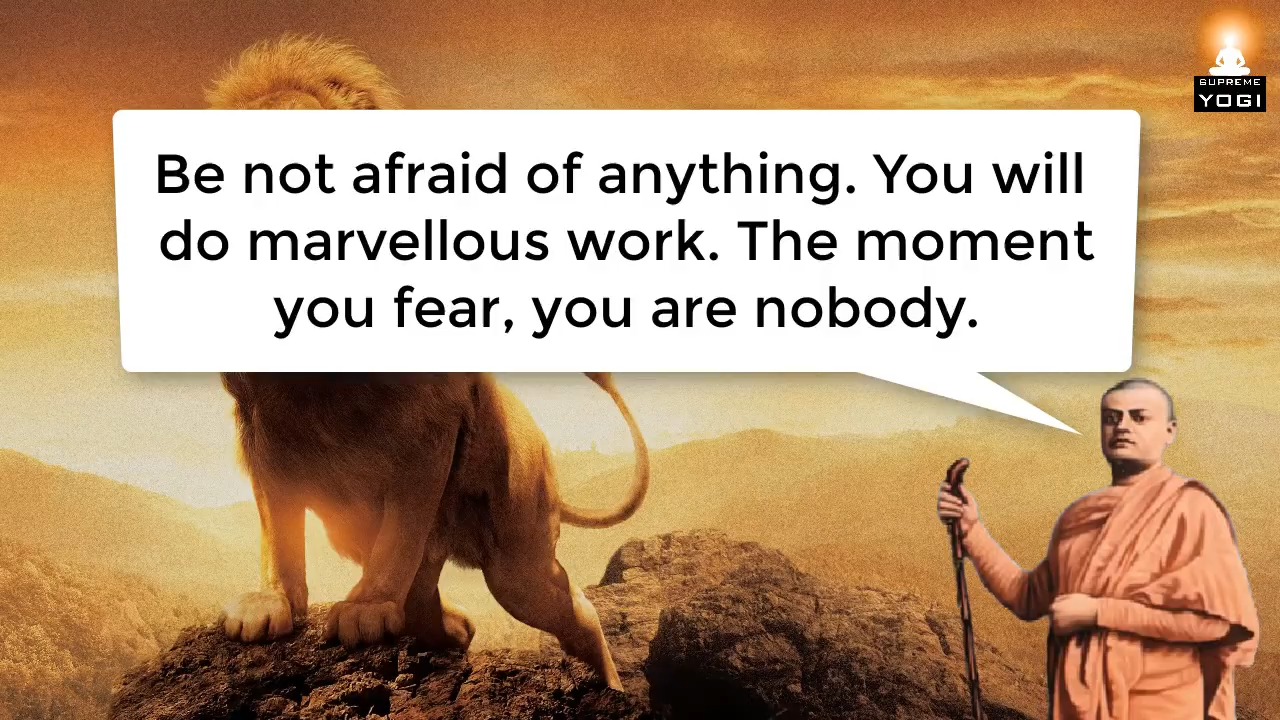 SUPREME
YOGI
Be not afraid of anything. You will
do marvellous work. The moment
you fear, you are nobody.